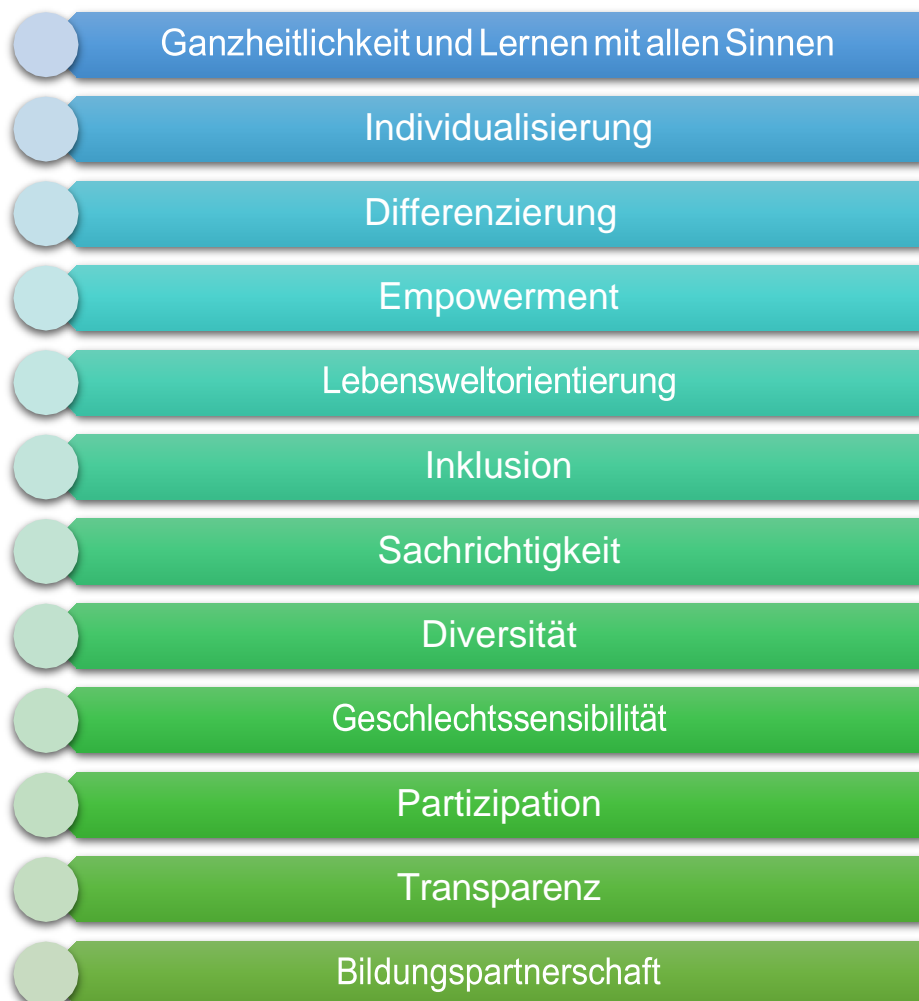 Ganzheitlichkeit und Lernen mit allen Sinnen
Individualisierung
Differenzierung
Empowerment
Lebensweltorientierung
Inklusion
Sachrichtigkeit
Diversität
Geschlechtssensibilität
Partizipation
Transparenz
Bildungspartnerschaft